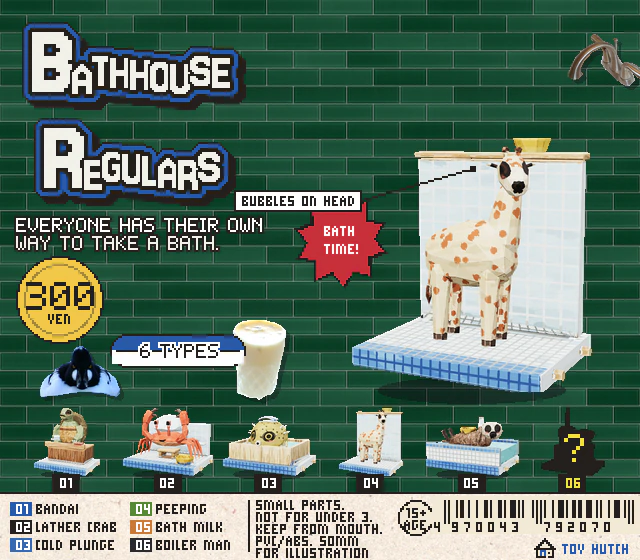 BATHHOUSE
REGULARS
EVERYONE HAS THEIR OWN
WAY TO TAKE A BATH.
BUBBLES ON HEAD
BATH
TIME!
300
YEN
6 TYPES
?
01
02
03
04
05
06
01 BANDAI
02 LATHER CRAB
03 COLD PLUNGE
04 PEEPING
05 BATH MILK
06 BOILER MAN
SMALL PARTS.
NOT FOR UNDER 3.
KEEP FROM MOUTH.
PVC/ABS. 50MM
FOR ILLUSTRATION
15+
AGE
4 970043 792070
TOY HUTCH